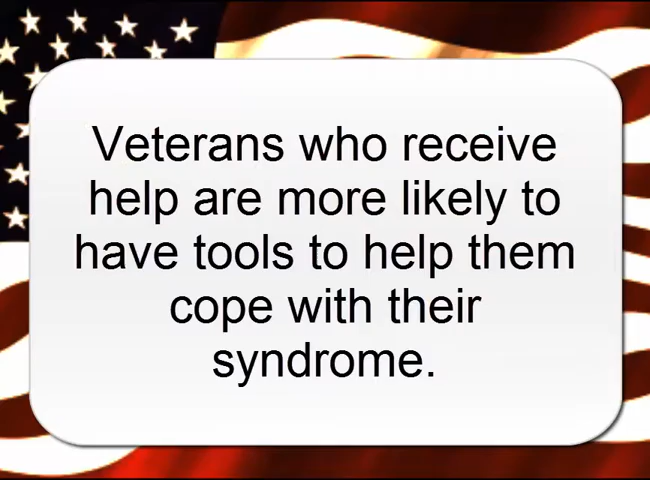 Veterans who receive
help are more likely to
have tools to help them
cope with their
syndrome.